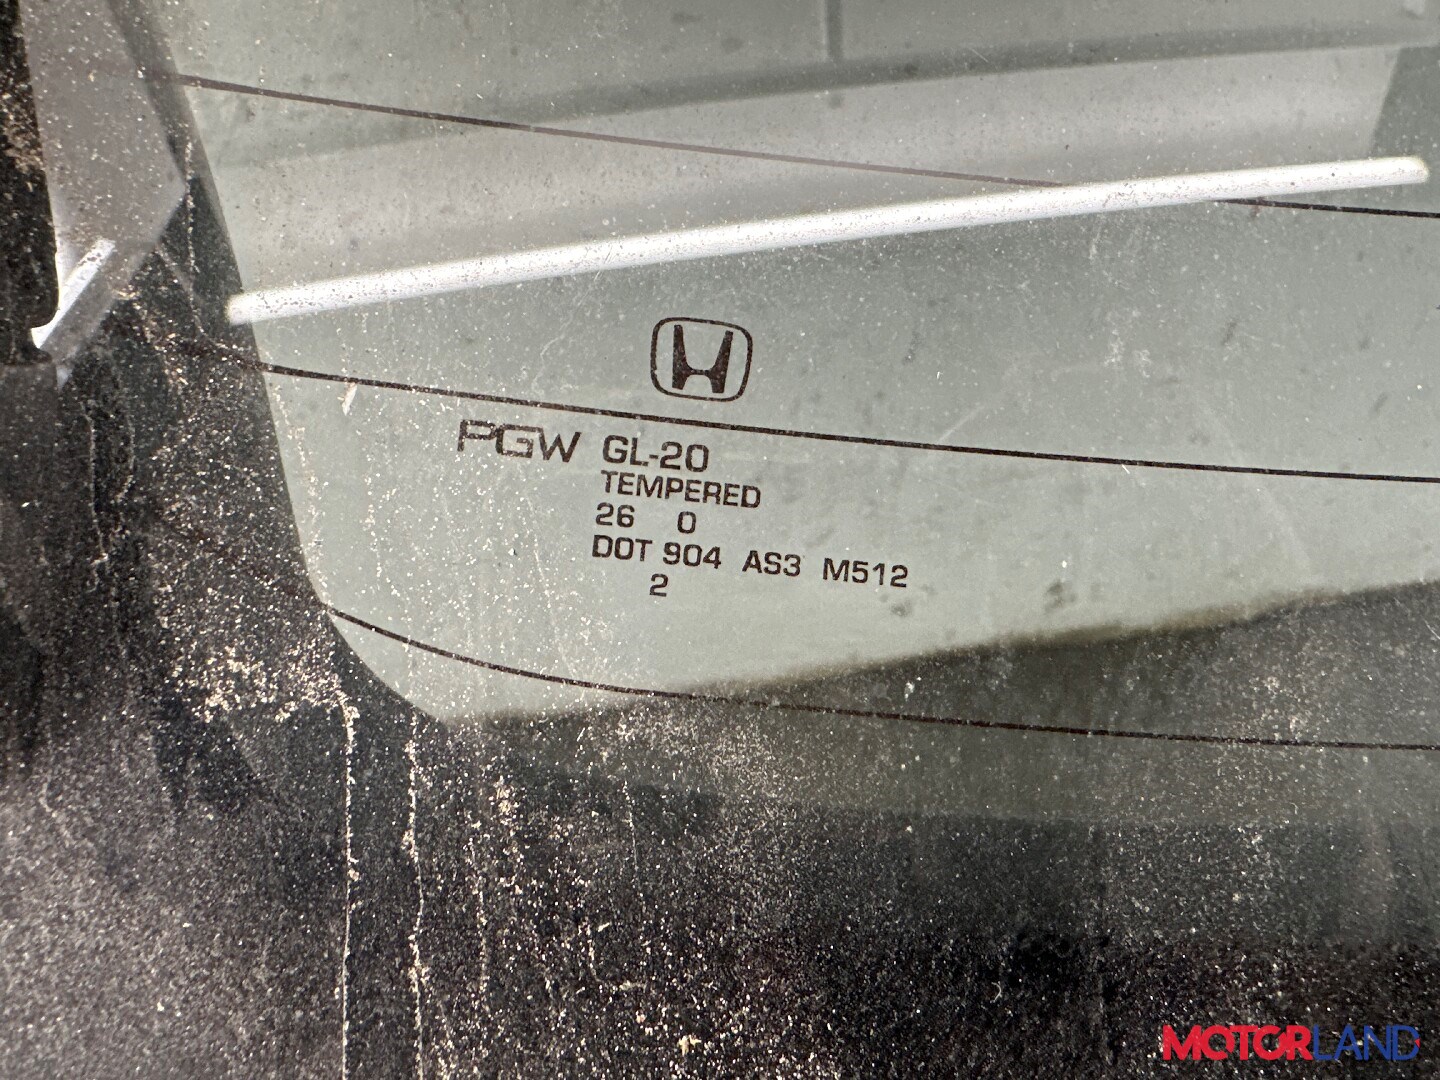 PGW GL-20
TEMPERED
26 0
DOT 904 AS3 M512
2
MOTORLAND